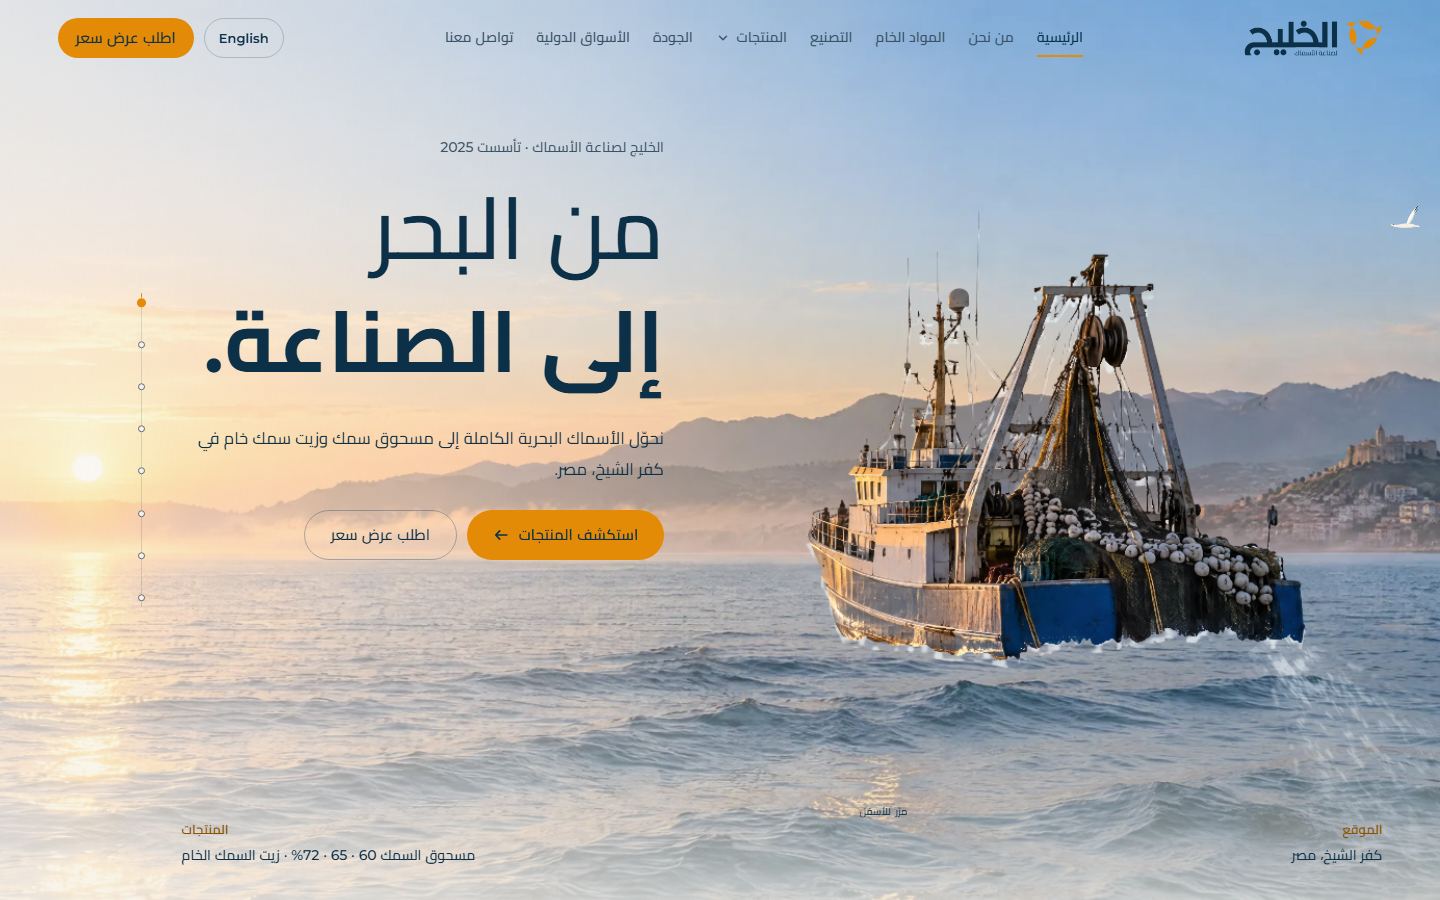 الخليج
لصناعة الأسماك
الرئيسية
من نحن
المواد الخام
التصنيع
المنتجات
الجودة
الأسواق الدولية
تواصل معنا
English
اطلب عرض سعر
الخليج لصناعة الأسماك · تأسست 2025
من البحر
إلى الصناعة.
نحوّل الأسماك البحرية الكاملة إلى مسحوق سمك وزيت سمك خام في
كفر الشيخ، مصر.
استكشف المنتجات
اطلب عرض سعر
مرّر للأسفل
الموقع
كفر الشيخ، مصر
المنتجات
مسحوق السمك 60 · 65 · 72% · زيت السمك الخام